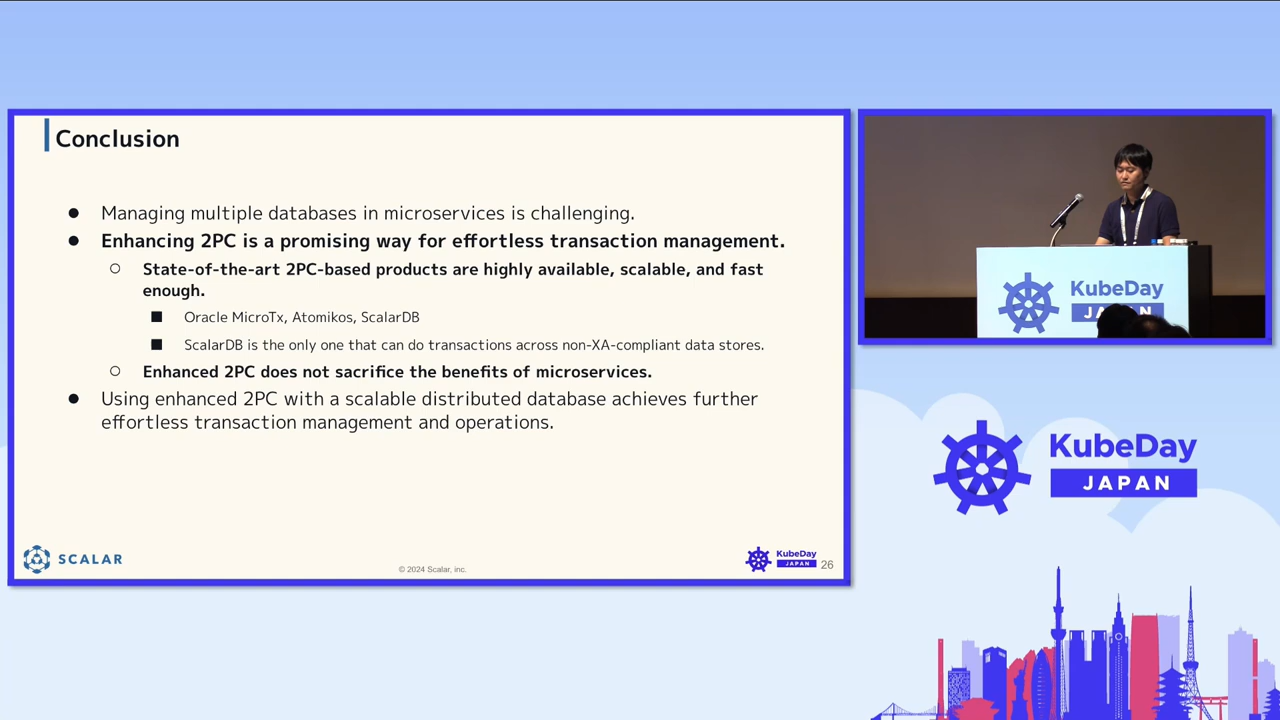 Conclusion
● Managing multiple databases in microservices is challenging.
● Enhancing 2PC is a promising way for effortless transaction management.
○ State-of-the-art 2PC-based products are highly available, scalable, and fast
enough.
■ Oracle MicroTx, Atomikos, ScalarDB
■ ScalarDB is the only one that can do transactions across non-XA-compliant data stores.
○ Enhanced 2PC does not sacrifice the benefits of microservices.
● Using enhanced 2PC with a scalable distributed database achieves further
effortless transaction management and operations.
SCALAR
© 2024 Scalar, inc.
KubeDay
JAPAN
26
KubeDay
KubeDay
JAPAN